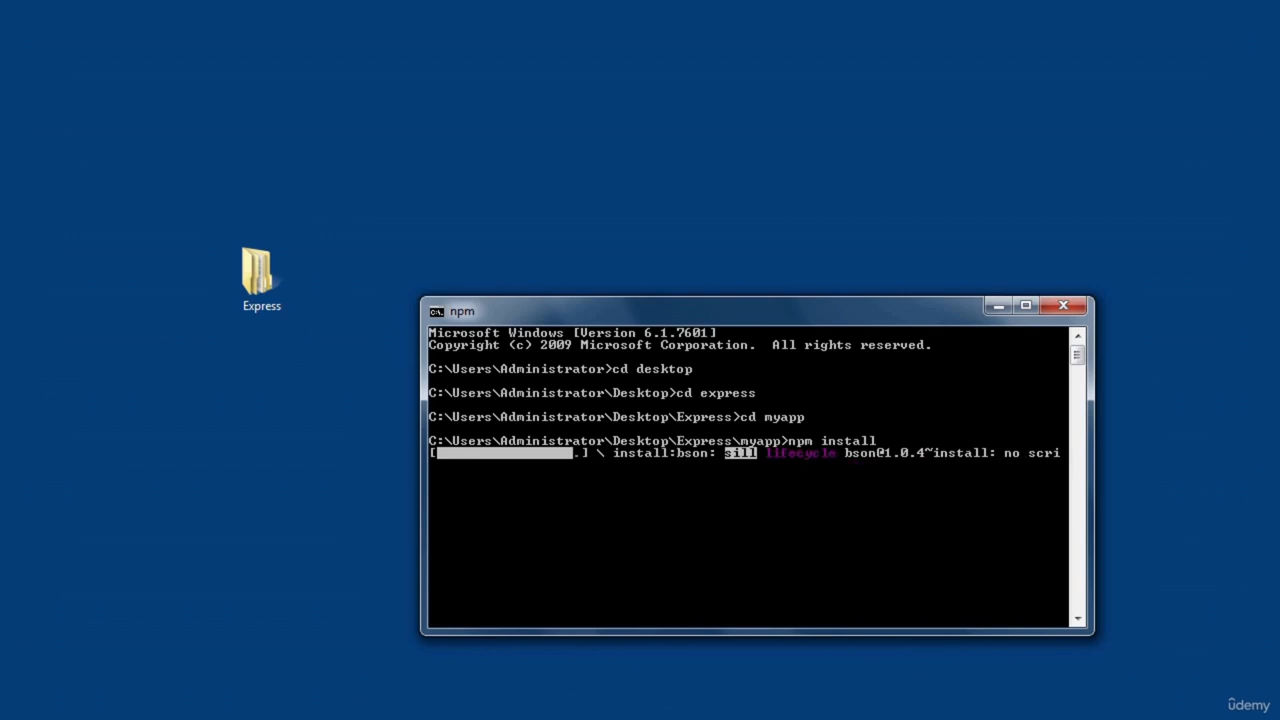 Express
npm
Microsoft Windows [Version 6.1.7601]
Copyright (c) 2009 Microsoft Corporation.  All rights reserved.
C:\Users\Administrator>cd desktop
C:\Users\Administrator\Desktop>cd express
C:\Users\Administrator\Desktop\Express>cd myapp
C:\Users\Administrator\Desktop\Express\myapp>npm install
[ .] \ install:bson: sill lifecycle bson@1.0.4~install: no scri
ûdemy